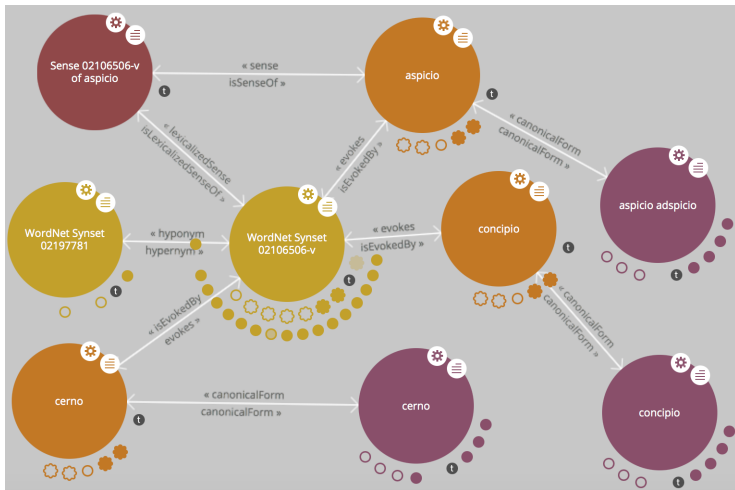 Sense 02106506-v
of aspicio
« sense
isSenseOf »
aspicio
t
t
« lexicalizedSense
isLexicalizedSenseOf »
« evokes
isEvokedBy »
« canonicalForm
canonicalForm »
aspicio adspicio
t
WordNet Synset
02197781
t
« hyponym
hypernym »
WordNet Synset
02106506-v
t
« evokes
isEvokedBy »
concipio
t
« isEvokedBy
evokes »
« canonicalForm
canonicalForm »
cerno
t
« canonicalForm
canonicalForm »
cerno
t
concipio
t